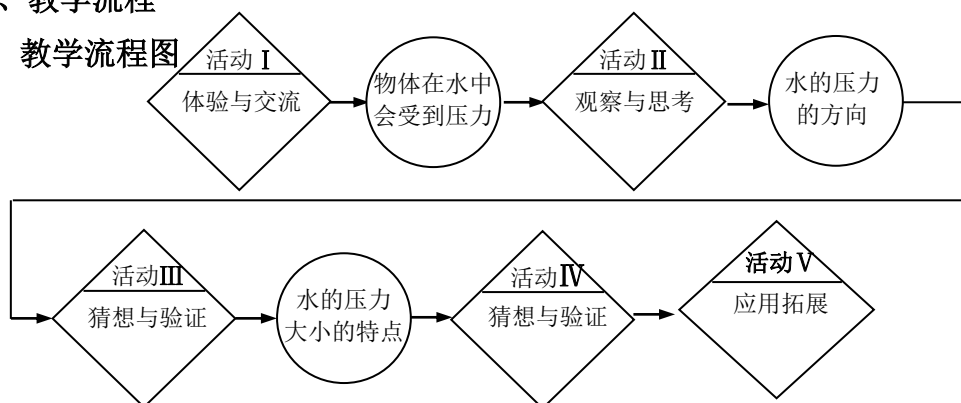 、教学流程
教学流程图
活动Ⅰ
体验与交流
物体在水中
会受到压力
活动Ⅱ
观察与思考
水的压力
的方向
活动Ⅲ
猜想与验证
水的压力
大小的特点
活动Ⅳ
猜想与验证
活动Ⅴ
应用拓展